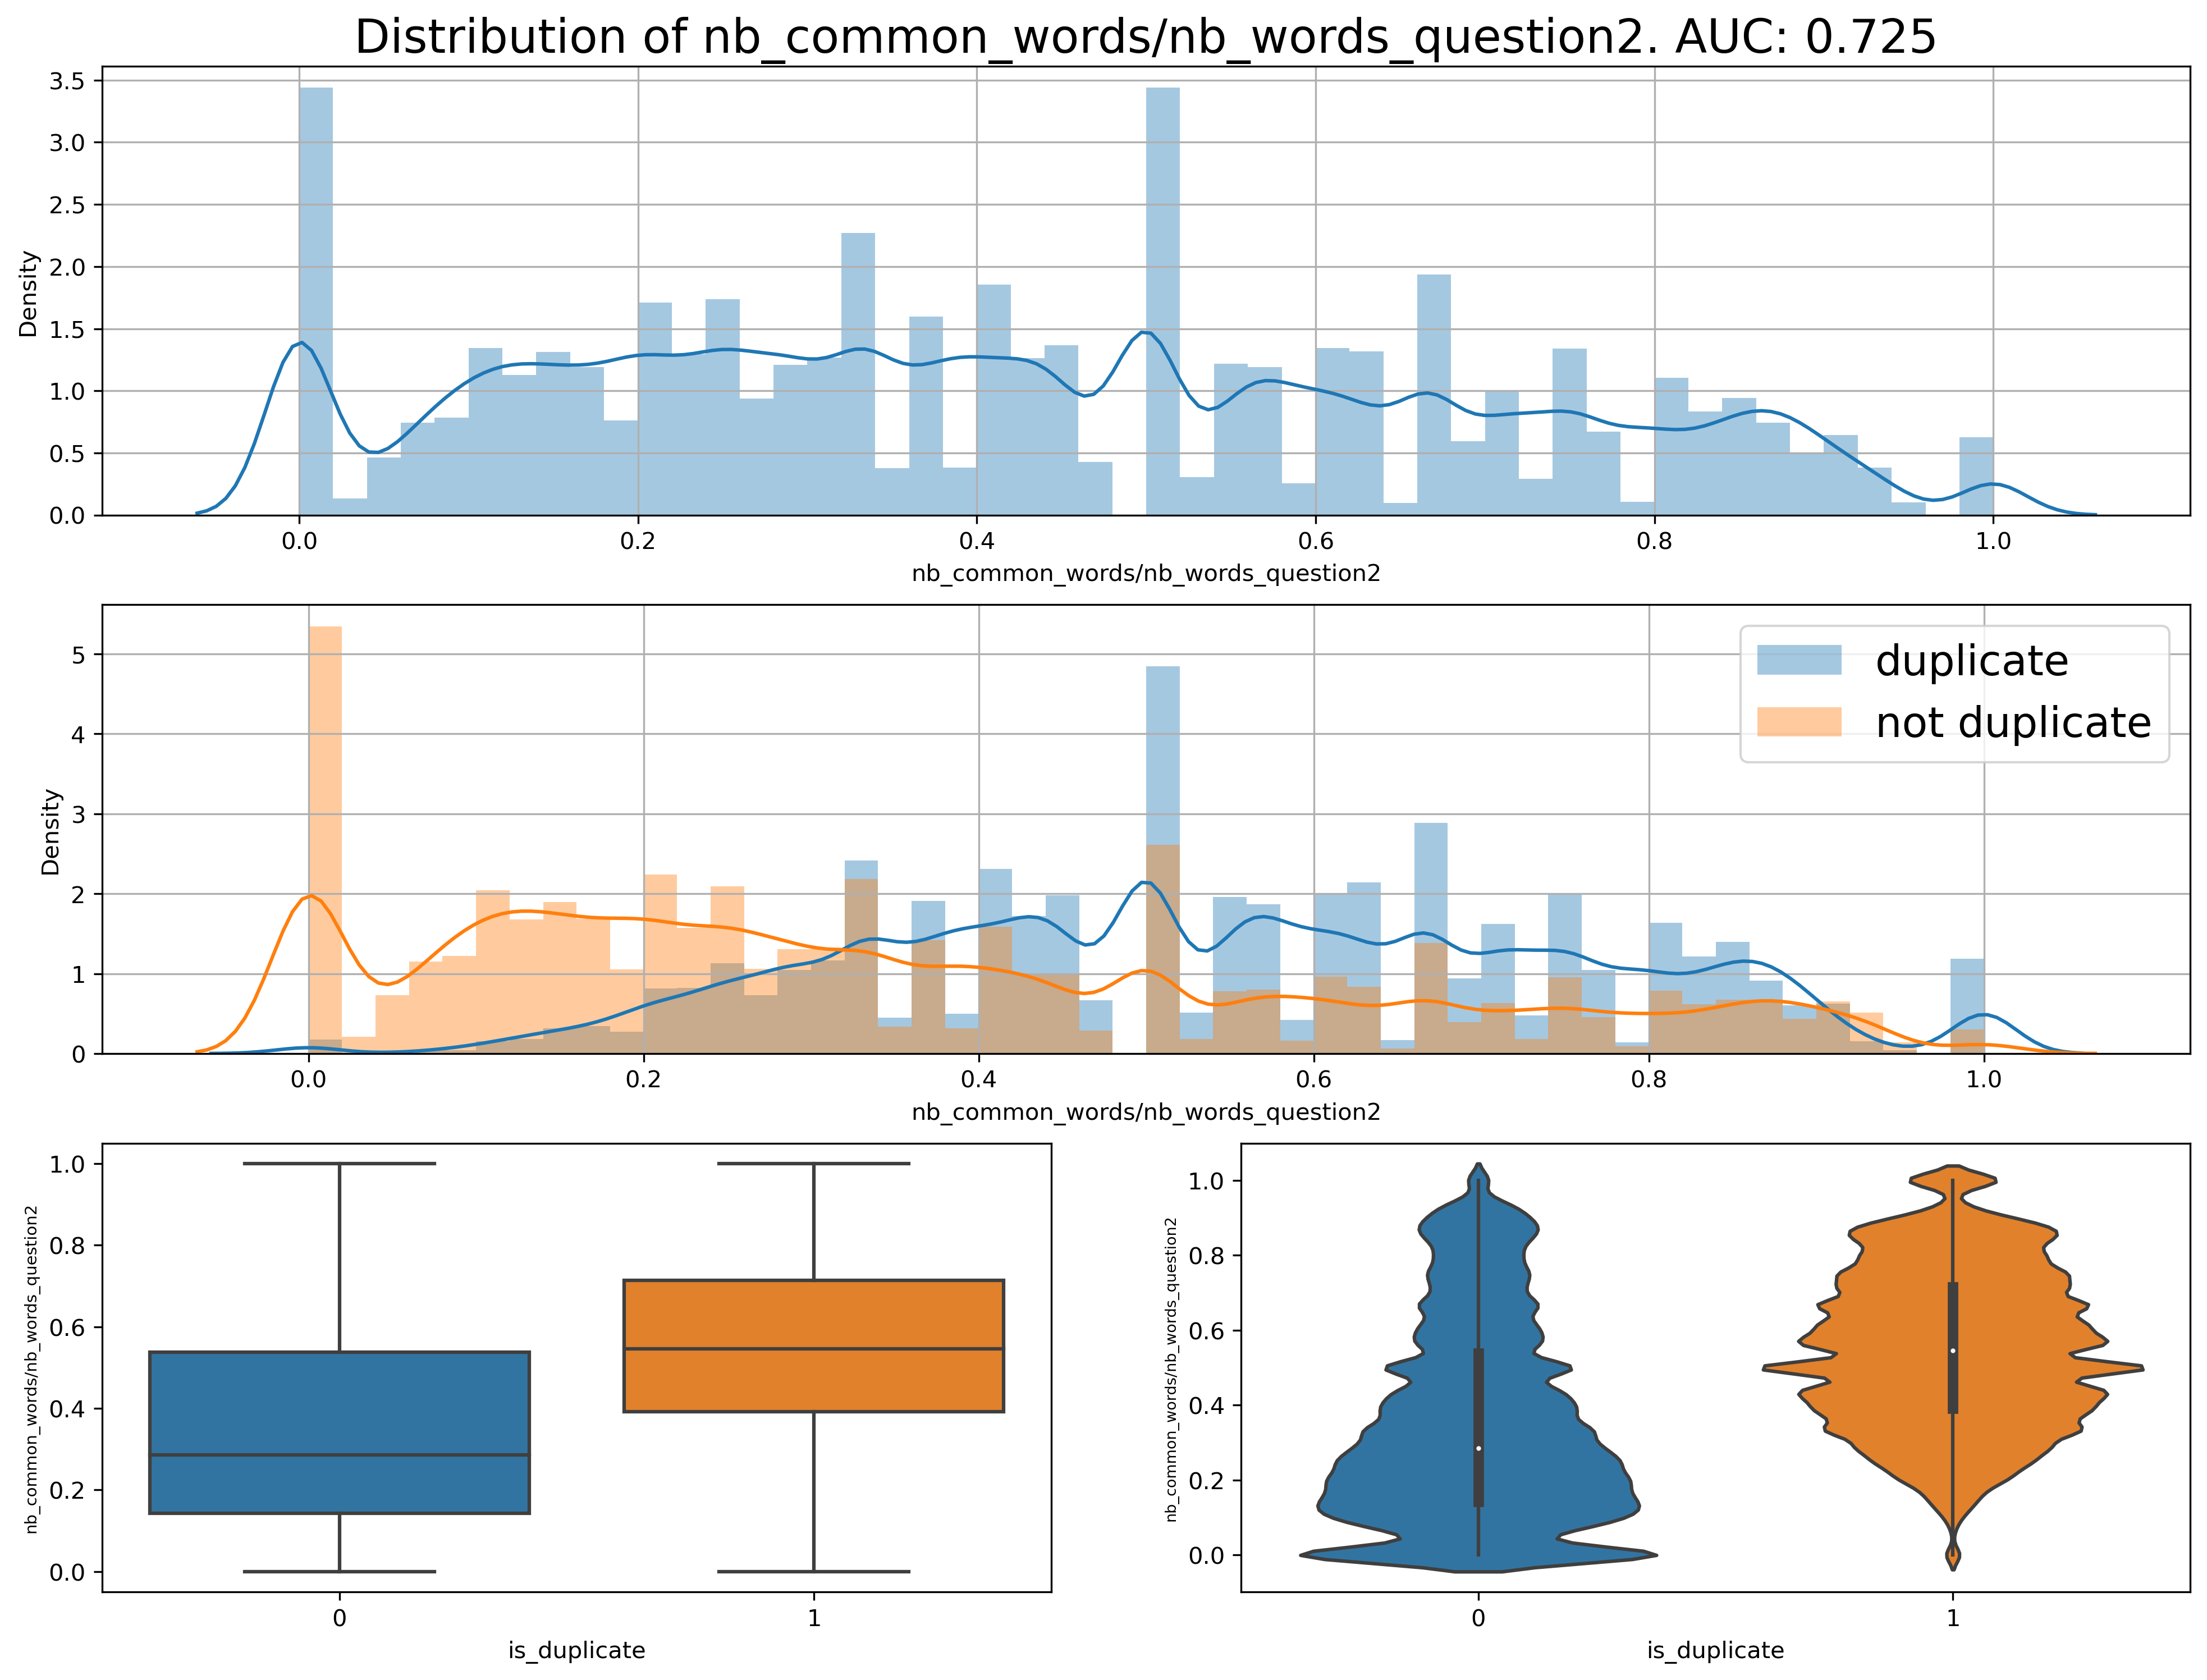 Distribution of nb_common_words/nb_words_question2. AUC: 0.725
3.5
3.0
2.5
2.0
1.5
1.0
0.5
0.0
Density
0.0 0.2 0.4 0.6 0.8 1.0
nb_common_words/nb_words_question2
5
4
3
2
1
0
Density
duplicate
not duplicate
0.0 0.2 0.4 0.6 0.8 1.0
nb_common_words/nb_words_question2
1.0
0.8
0.6
0.4
0.2
0.0
nb_common_words/nb_words_question2
0 1
is_duplicate
1.0
0.8
0.6
0.4
0.2
0.0
nb_common_words/nb_words_question2
0 1
is_duplicate